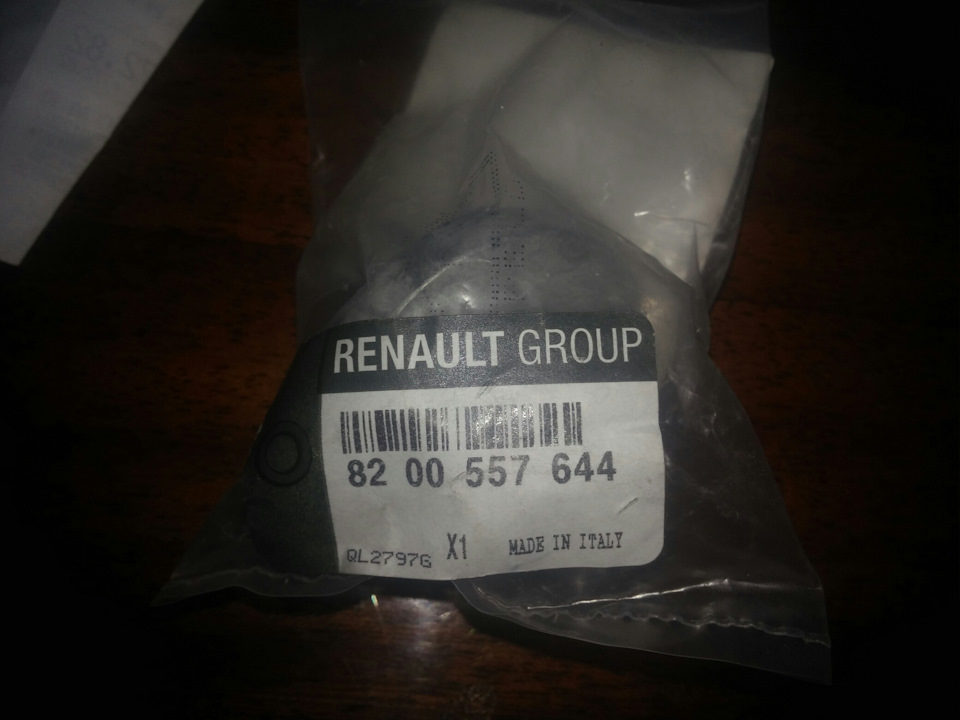 RENAULT GROUP
82 00 557 644
QL2797G X1 MADE IN ITALY